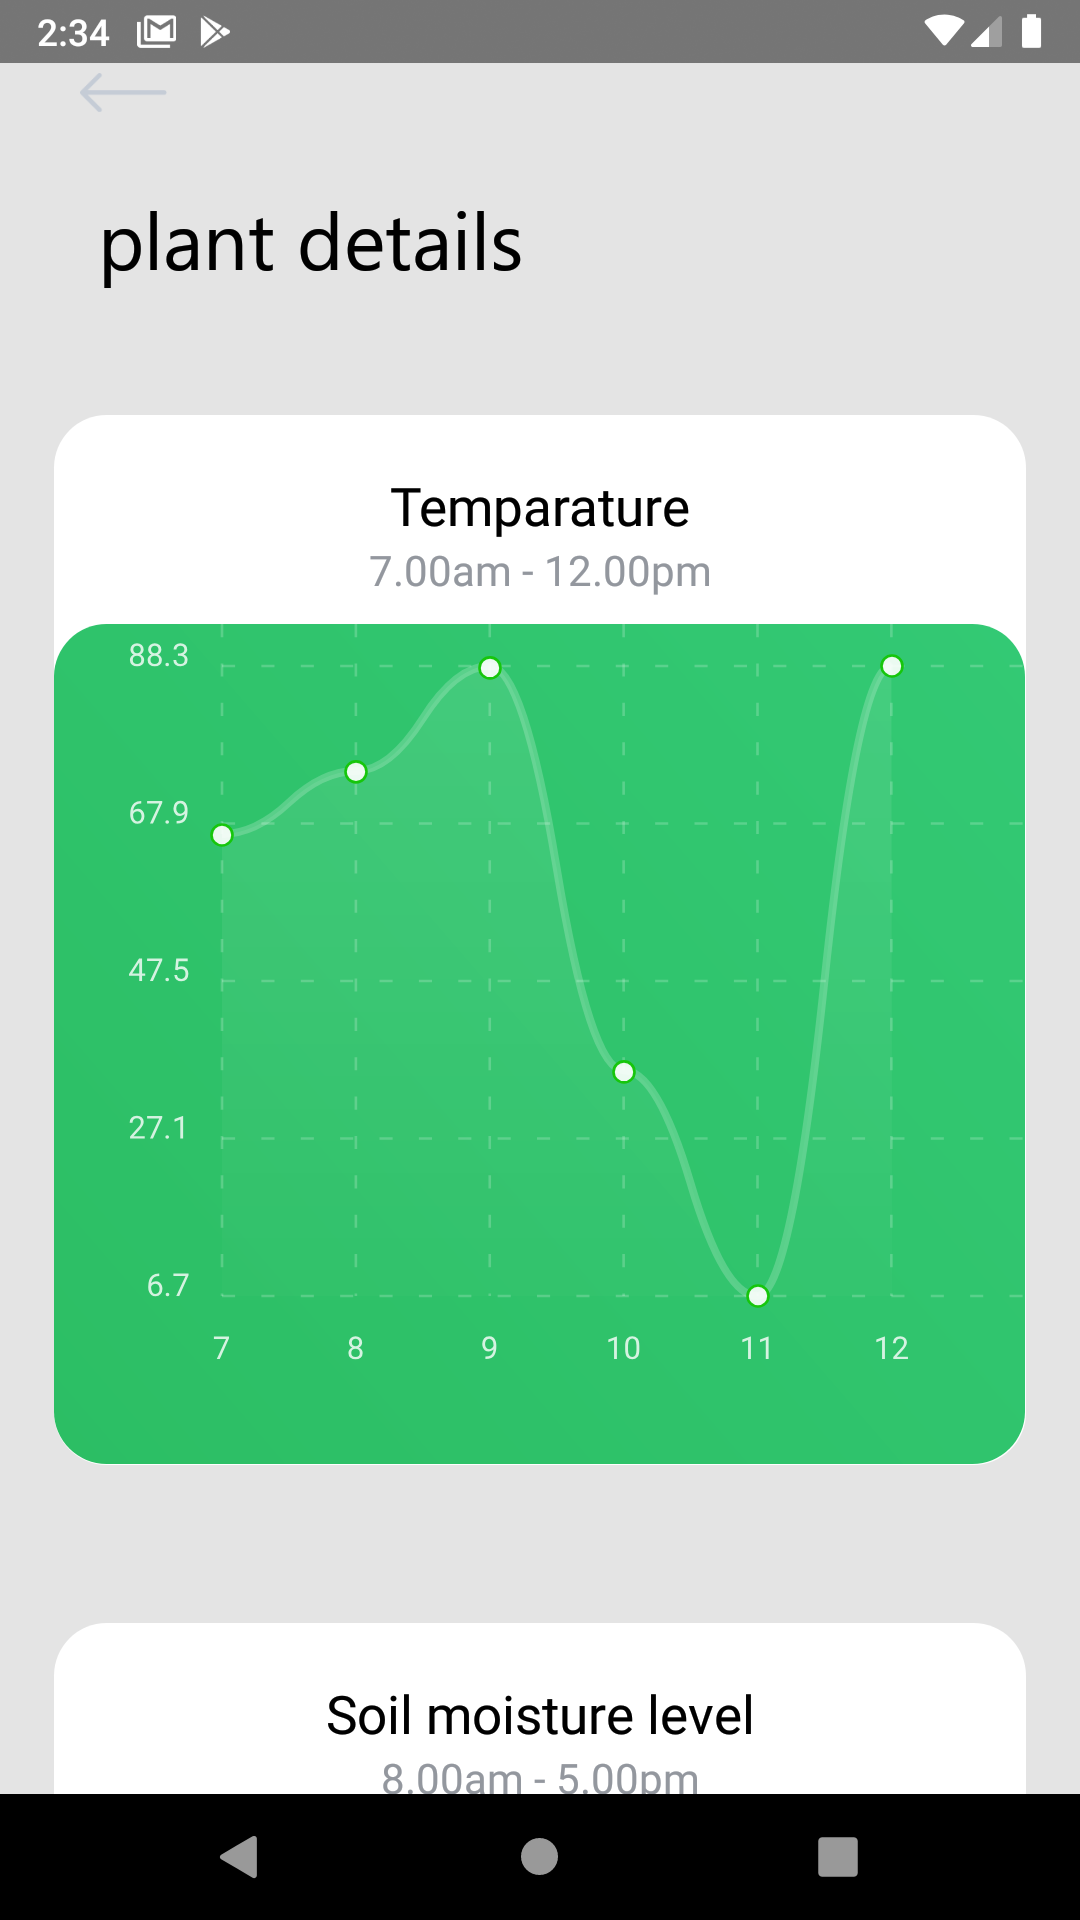 2:34
plant details
Temparature
7.00am - 12.00pm
88.3
67.9
47.5
27.1
6.7
7 8 9 10 11 12
Soil moisture level
8.00am - 5.00pm